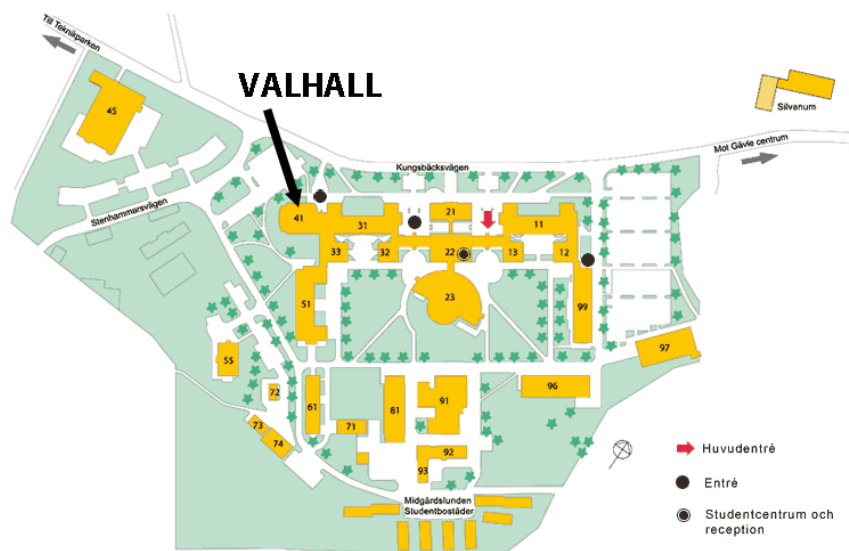 Till Teknikparken
VALHALL
45
Silvanum
Mot Gävle centrum
Kungsbäcksvägen
Stenhammarsvägen
41
31
21
11
33
32
22
13
12
51
23
99
55
97
72
61
81
91
96
73
74
71
92
93
Huvudentré
Entré
Studentcentrum och
reception
Midgårdslunden
Studentbostäder